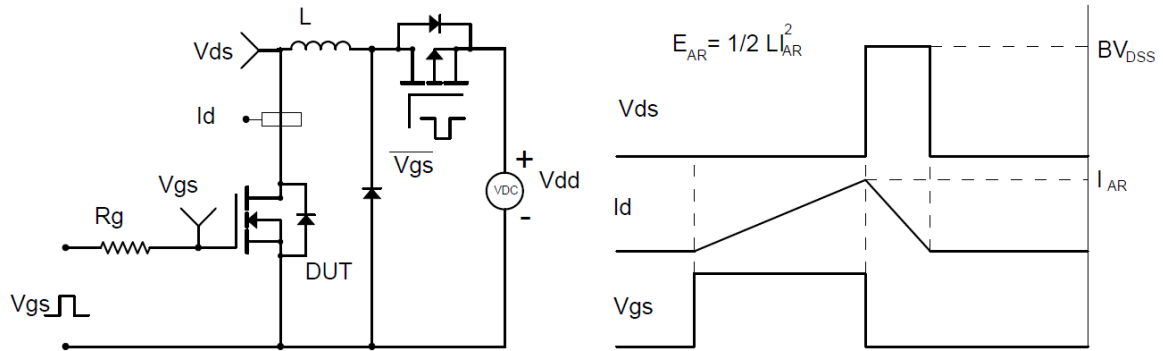 L
Vds
Id
Vgs
Vgs
+
VDC
Vdd
-
Rg
DUT
Vgs
E_AR = 1/2 LI_AR^2
BV_DSS
Vds
I_AR
Id
Vgs